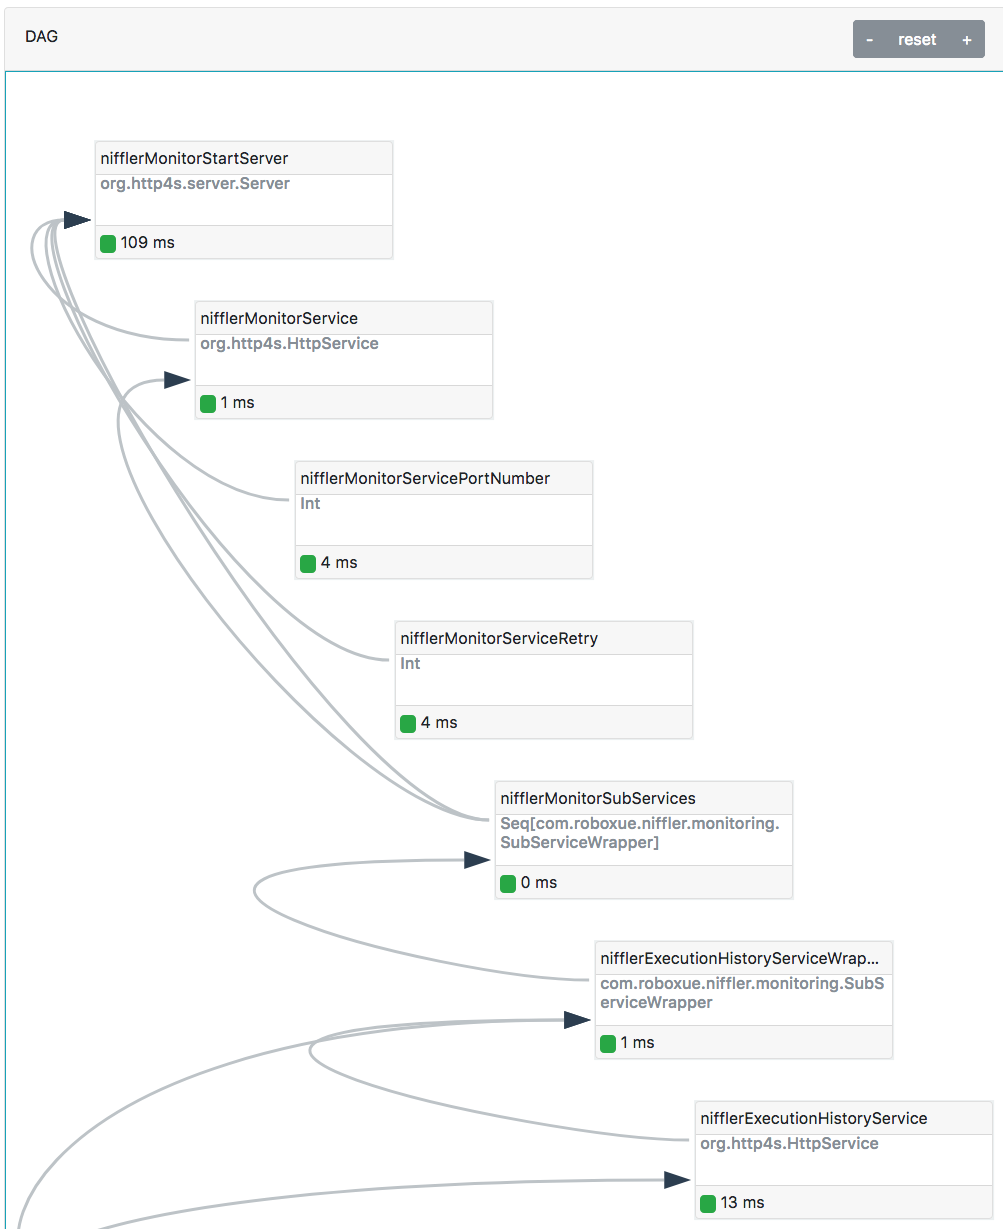 DAG
- reset +
nifflerMonitorStartServer
org.http4s.server.Server
109 ms
nifflerMonitorService
org.http4s.HttpService
1 ms
nifflerMonitorServicePortNumber
Int
4 ms
nifflerMonitorServiceRetry
Int
4 ms
nifflerMonitorSubServices
Seq[com.roboxue.niffler.monitoring.
SubServiceWrapper]
0 ms
nifflerExecutionHistoryServiceWrap...
com.roboxue.niffler.monitoring.SubS
erviceWrapper
1 ms
nifflerExecutionHistoryService
org.http4s.HttpService
13 ms